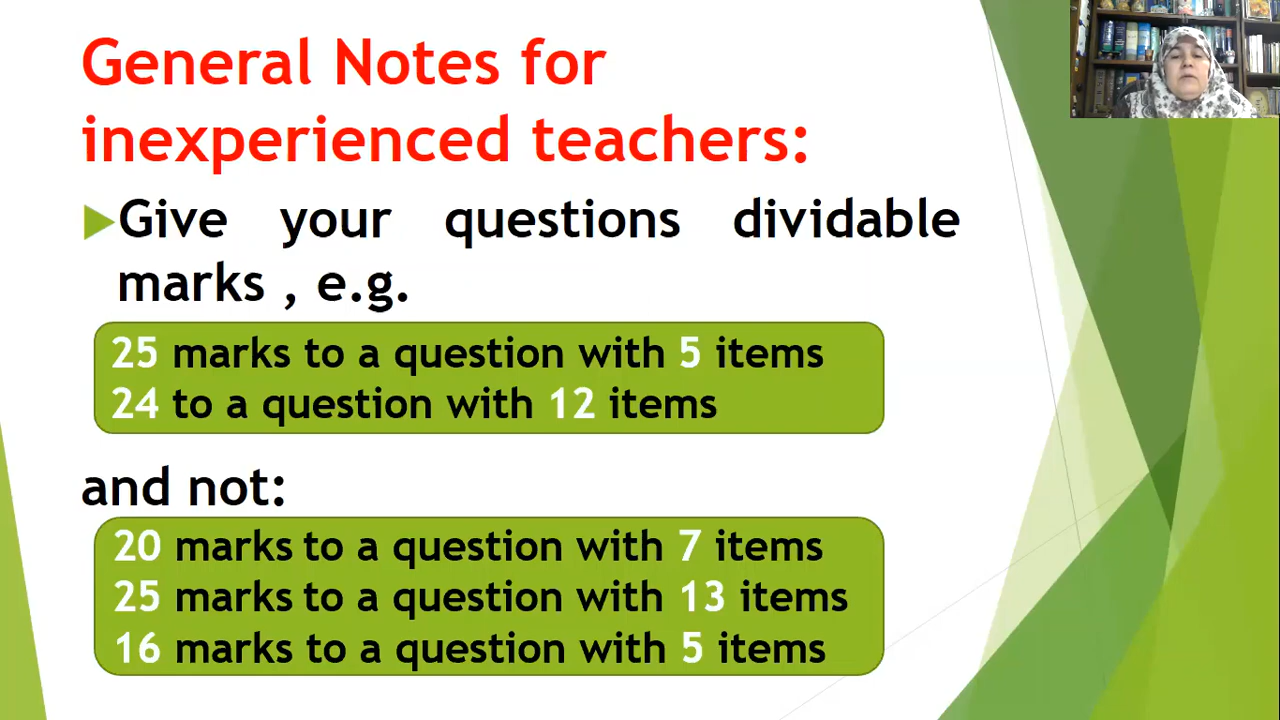 General Notes for
inexperienced teachers:
Give your questions dividable
marks , e.g.
25 marks to a question with 5 items
24 to a question with 12 items
and not:
20 marks to a question with 7 items
25 marks to a question with 13 items
16 marks to a question with 5 items